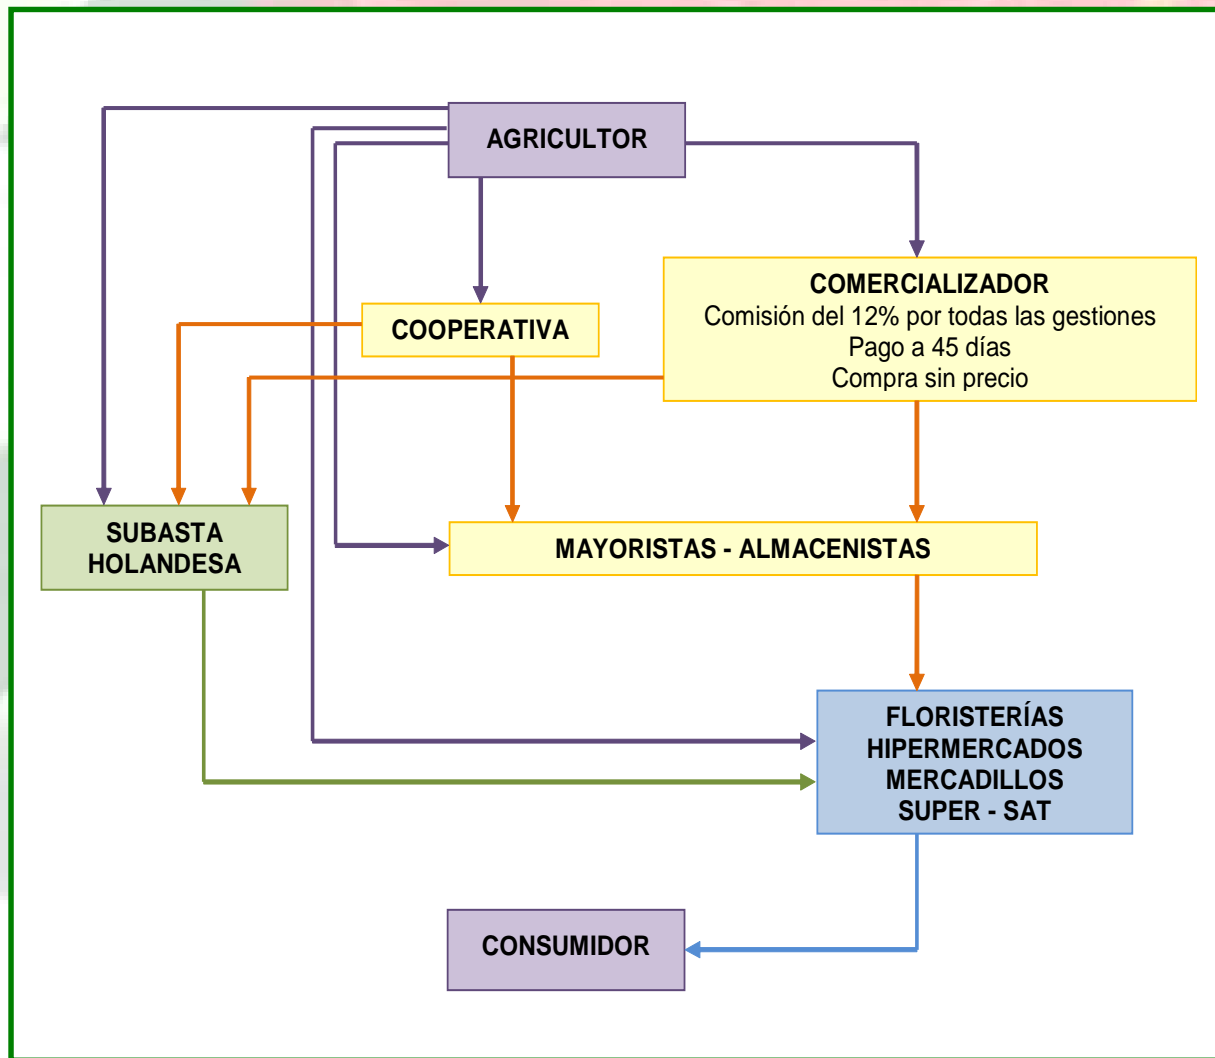 AGRICULTOR
COMERCIALIZADOR
Comisión del 12% por todas las gestiones
Pago a 45 días
Compra sin precio
COOPERATIVA
SUBASTA
HOLANDESA
MAYORISTAS - ALMACENISTAS
FLORISTERÍAS
HIPERMERCADOS
MERCADILLOS
SUPER - SAT
CONSUMIDOR